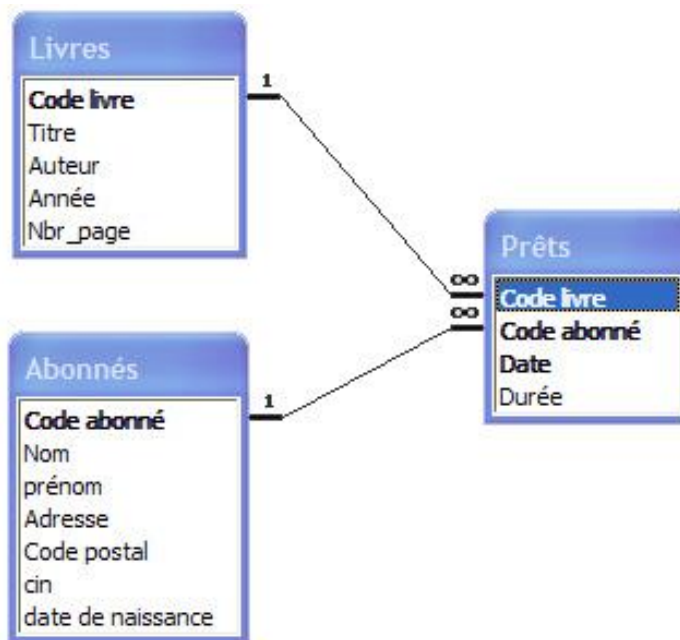 Livres
Code livre
Titre
Auteur
Année
Nbr_page
1
Prêts
Code livre
Code abonné
Date
Durée
∞
∞
Abonnés
Code abonné
Nom
prénom
Adresse
Code postal
cin
date de naissance
1